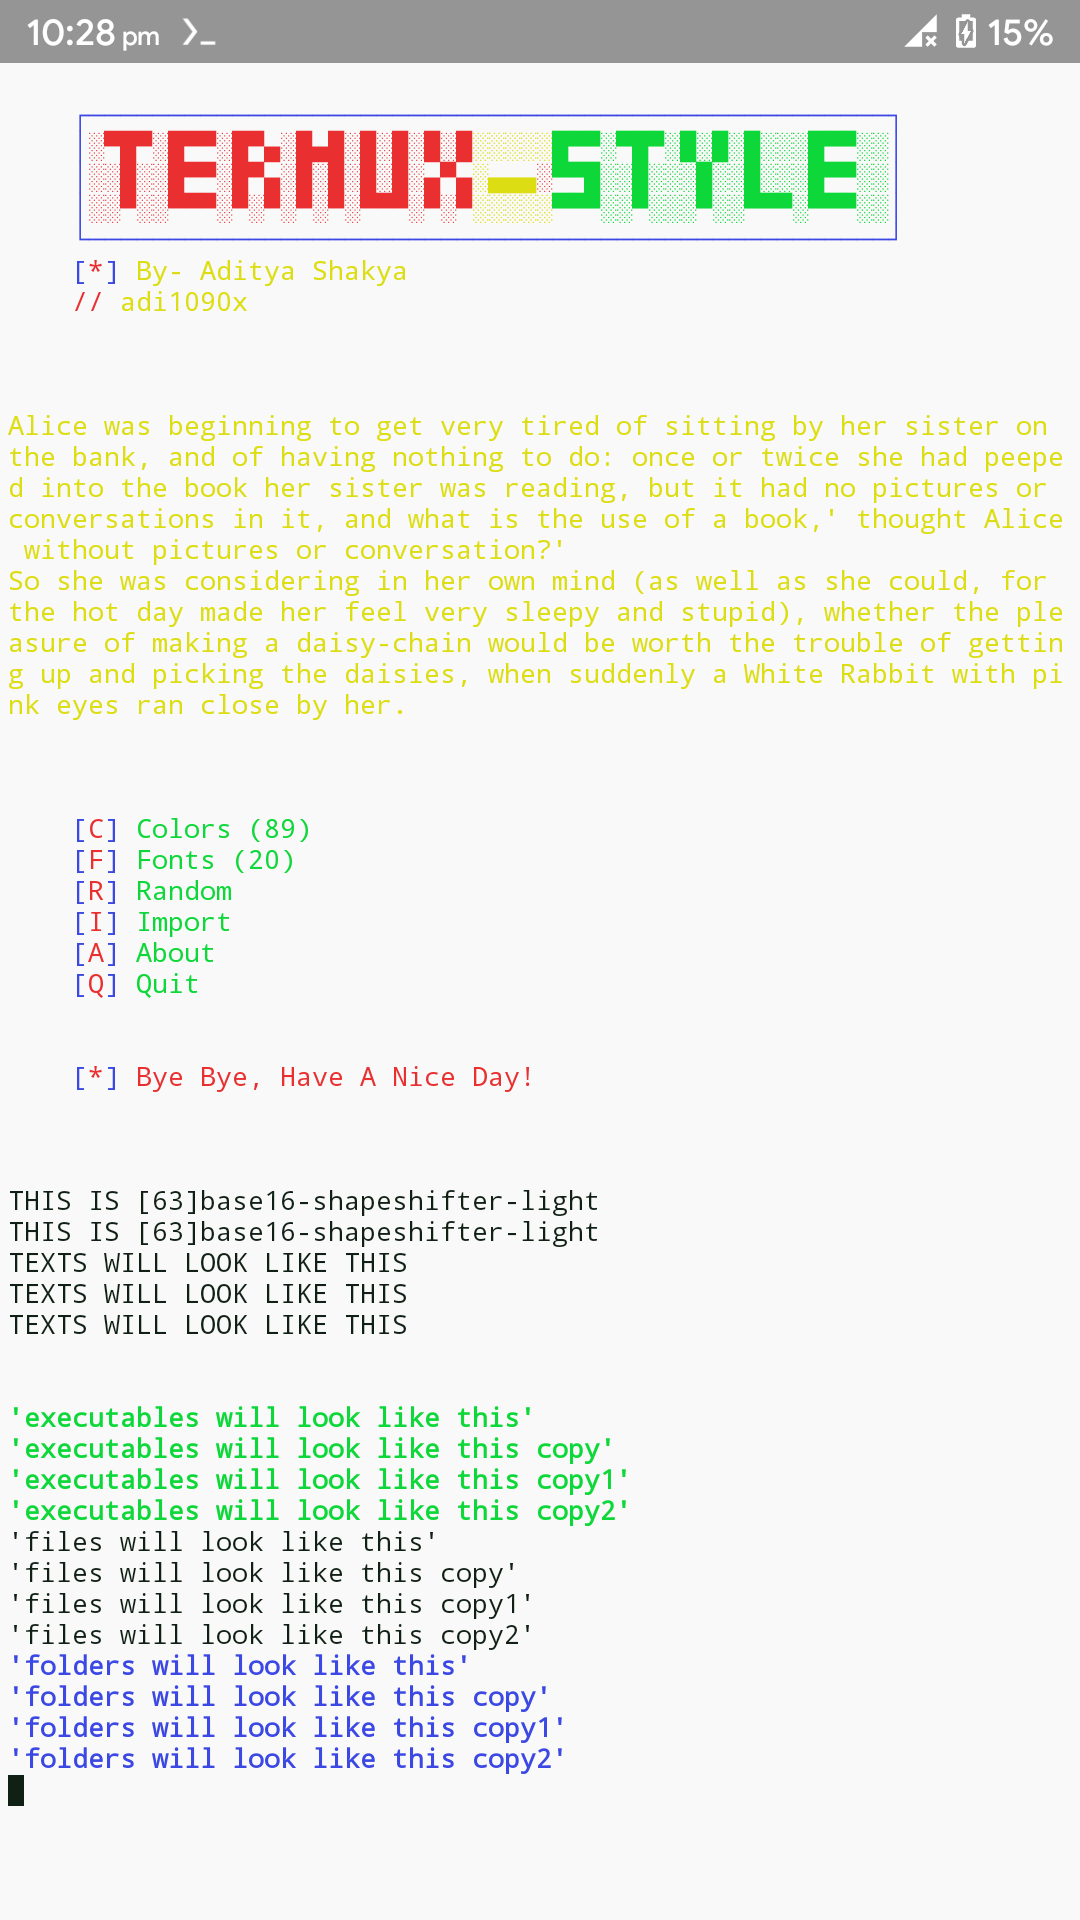 10:28 pm 15%
TERMUX-STYLE
[*] By- Aditya Shakya
// adi1090x
Alice was beginning to get very tired of sitting by her sister on
the bank, and of having nothing to do: once or twice she had peepe
d into the book her sister was reading, but it had no pictures or
conversations in it, and what is the use of a book,' thought Alice
without pictures or conversation?'
So she was considering in her own mind (as well as she could, for
the hot day made her feel very sleepy and stupid), whether the ple
asure of making a daisy-chain would be worth the trouble of gettin
g up and picking the daisies, when suddenly a White Rabbit with pi
nk eyes ran close by her.
[C] Colors (89)
[F] Fonts (20)
[R] Random
[I] Import
[A] About
[Q] Quit
[*] Bye Bye, Have A Nice Day!
THIS IS [63]base16-shapeshifter-light
THIS IS [63]base16-shapeshifter-light
TEXTS WILL LOOK LIKE THIS
TEXTS WILL LOOK LIKE THIS
TEXTS WILL LOOK LIKE THIS
'executables will look like this'
'executables will look like this copy'
'executables will look like this copy1'
'executables will look like this copy2'
'files will look like this'
'files will look like this copy'
'files will look like this copy1'
'files will look like this copy2'
'folders will look like this'
'folders will look like this copy'
'folders will look like this copy1'
'folders will look like this copy2'